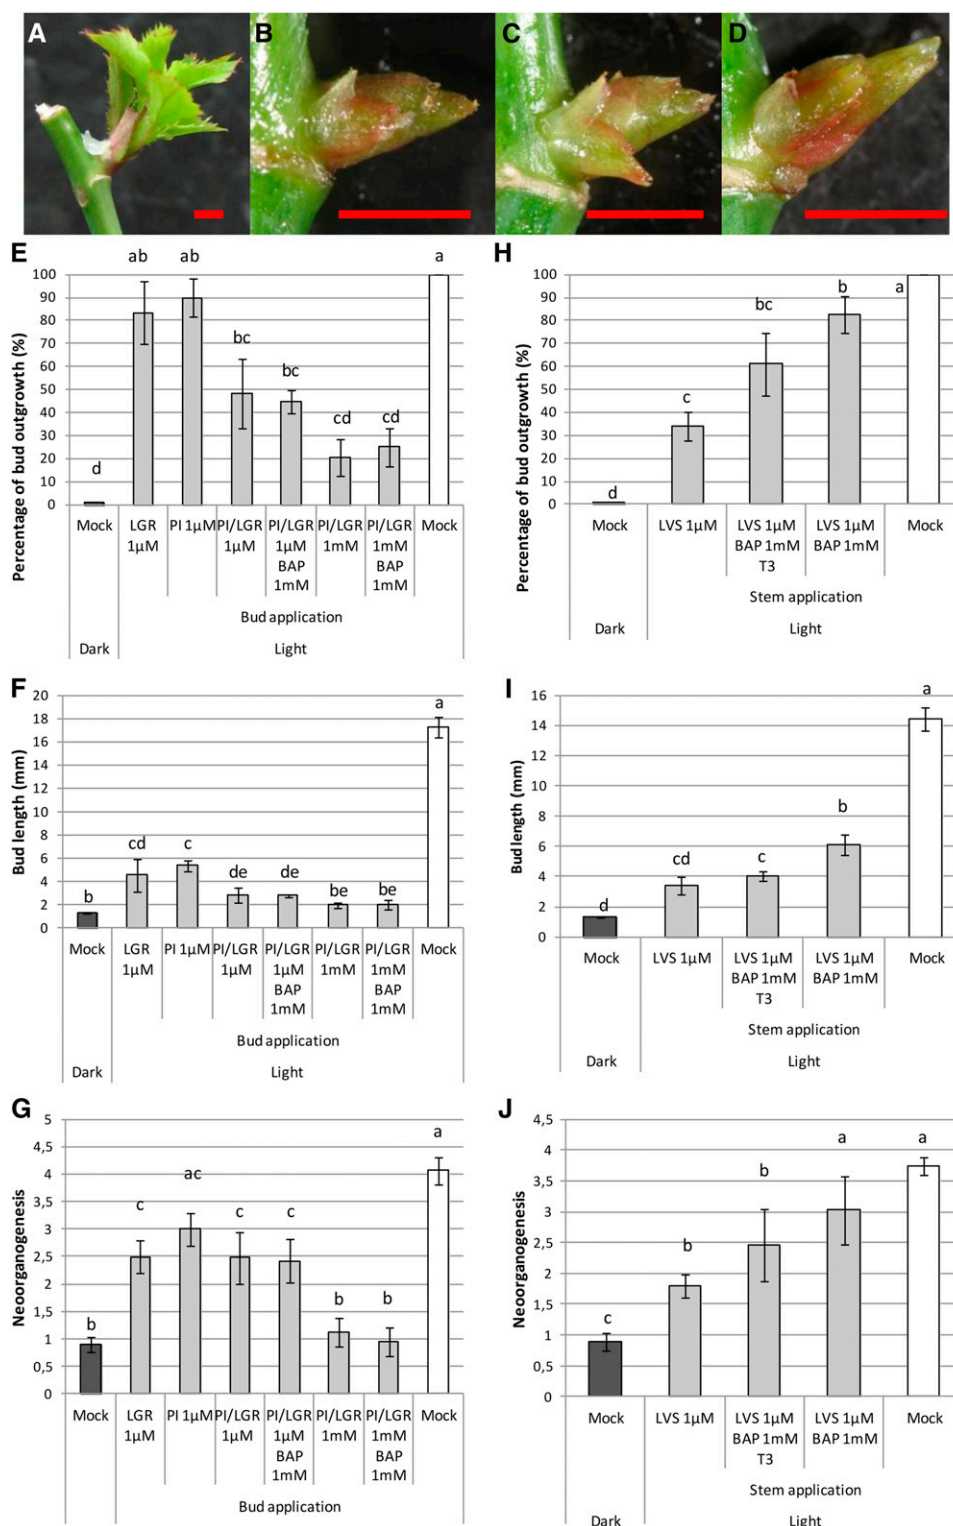 A B C D
E
ab ab a
bc bc
cd cd
d
Percentage of bud outgrowth (%)
100
90
80
70
60
50
40
30
20
10
0
Mock LGR PI 1µM PI/LGR PI/LGR PI/LGR PI/LGR Mock
1µM 1µM 1µM 1mM 1mM
BAP BAP
1mM 1mM
Bud application
Dark Light
H
a b
bc
c
d
Percentage of bud outgrowth (%)
100
90
80
70
60
50
40
30
20
10
0
Mock LVS 1µM LVS 1µM LVS 1µM Mock
BAP 1mM BAP 1mM
T3
Stem application
Dark Light
F
a
cd c
de de
be be
b
Bud length (mm)
20
18
16
14
12
10
8
6
4
2
0
Mock LGR PI 1µM PI/LGR PI/LGR PI/LGR PI/LGR Mock
1µM 1µM 1µM 1mM 1mM
BAP BAP
1mM 1mM
Bud application
Dark Light
I
a
b
cd c
d
Bud length (mm)
16
14
12
10
8
6
4
2
0
Mock LVS 1µM LVS 1µM LVS 1µM Mock
BAP 1mM BAP 1mM
T3
Stem application
Dark Light
G
a
ac
c c c
b b b
Neoorganogenesis
5
4,5
4
3,5
3
2,5
2
1,5
1
0,5
0
Mock LGR PI 1µM PI/LGR PI/LGR PI/LGR PI/LGR Mock
1µM 1µM 1µM 1mM 1mM
BAP BAP
1mM 1mM
Bud application
J
a a
b
b
c
Neoorganogenesis
4,5
4
3,5
3
2,5
2
1,5
1
0,5
0
Mock LVS 1µM LVS 1µM LVS 1µM Mock
BAP 1mM BAP 1mM
T3
Stem application
Dark Light